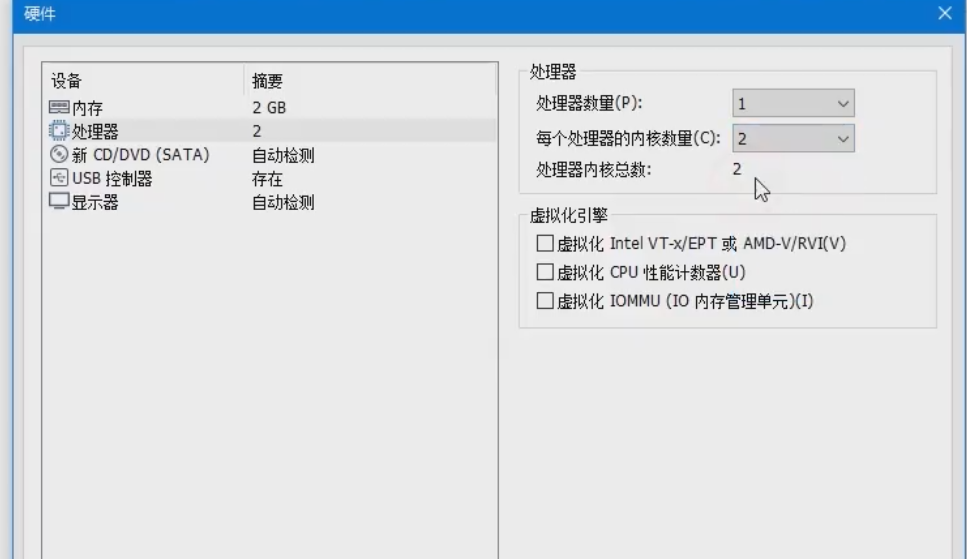 硬件
设备 摘要
内存 2 GB
处理器 2
新 CD/DVD (SATA) 自动检测
USB 控制器 存在
显示器 自动检测
处理器
处理器数量(P): 1
每个处理器的内核数量(C): 2
处理器内核总数: 2
虚拟化引擎
虚拟化 Intel VT-x/EPT 或 AMD-V/RVI(V)
虚拟化 CPU 性能计数器(U)
虚拟化 IOMMU (IO 内存管理单元)(I)